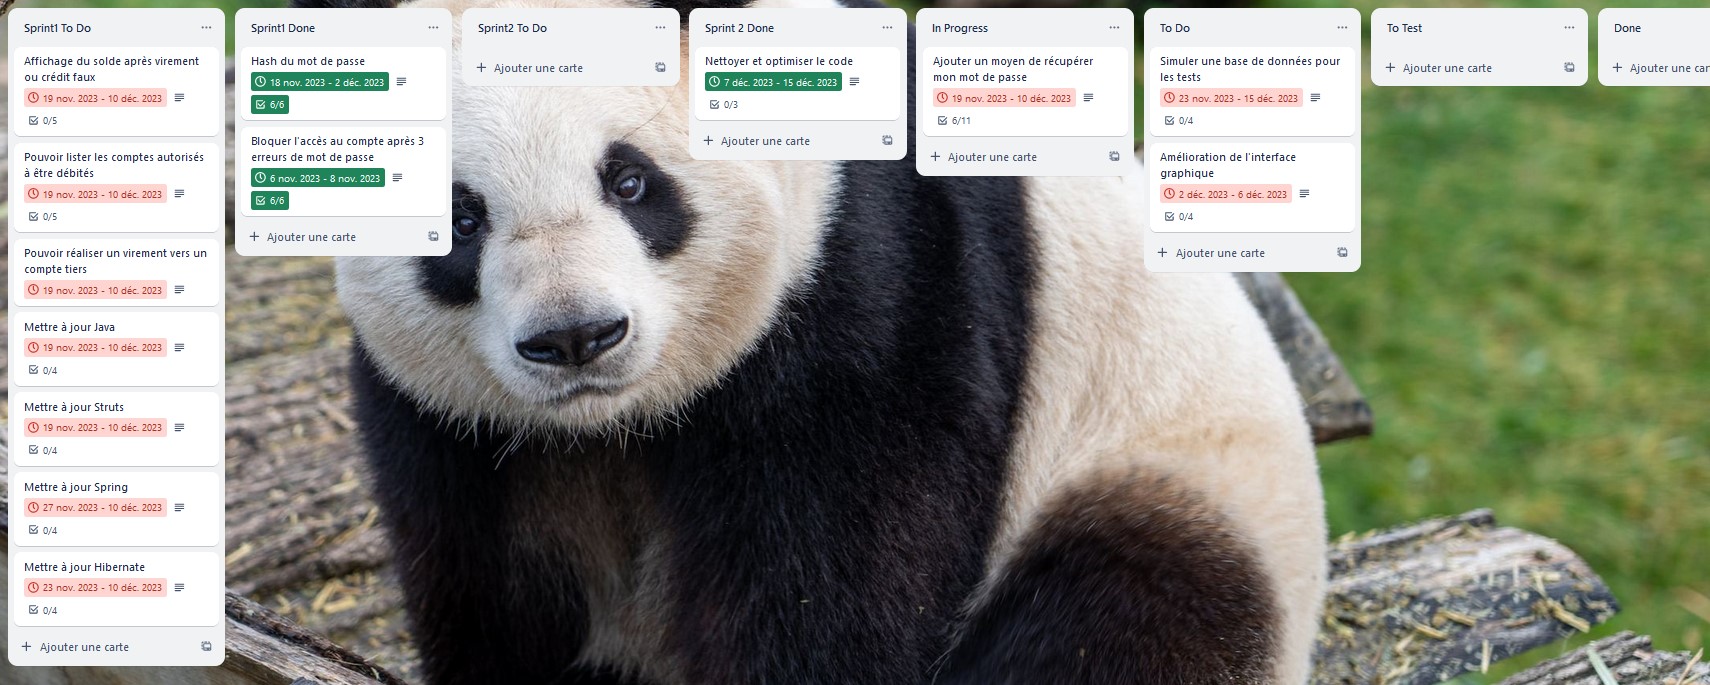 Sprint1 To Do
Affichage du solde après virement
ou crédit faux
19 nov. 2023 - 10 déc. 2023
0/5
Pouvoir lister les comptes autorisés
à être débités
19 nov. 2023 - 10 déc. 2023
0/5
Pouvoir réaliser un virement vers un
compte tiers
19 nov. 2023 - 10 déc. 2023
Mettre à jour Java
19 nov. 2023 - 10 déc. 2023
0/4
Mettre à jour Struts
19 nov. 2023 - 10 déc. 2023
0/4
Mettre à jour Spring
27 nov. 2023 - 10 déc. 2023
0/4
Mettre à jour Hibernate
23 nov. 2023 - 10 déc. 2023
0/4
+ Ajouter une carte
Sprint1 Done
Hash du mot de passe
18 nov. 2023 - 2 déc. 2023
6/6
Bloquer l'accès au compte après 3
erreurs de mot de passe
6 nov. 2023 - 8 nov. 2023
6/6
+ Ajouter une carte
Sprint2 To Do
+ Ajouter une carte
Sprint 2 Done
Nettoyer et optimiser le code
7 déc. 2023 - 15 déc. 2023
0/3
+ Ajouter une carte
In Progress
Ajouter un moyen de récupérer
mon mot de passe
19 nov. 2023 - 10 déc. 2023
6/11
+ Ajouter une carte
To Do
Simuler une base de données pour
les tests
23 nov. 2023 - 15 déc. 2023
0/4
Amélioration de l'interface
graphique
2 déc. 2023 - 6 déc. 2023
0/4
+ Ajouter une carte
To Test
+ Ajouter une carte
Done
+ Ajouter une car